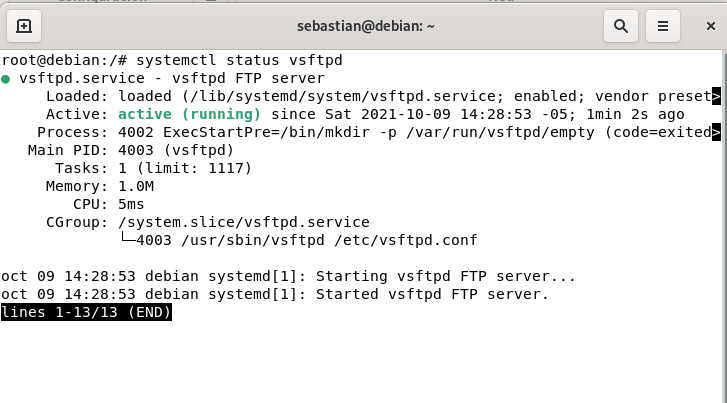 sebastian@debian: ~
root@debian:/# systemctl status vsftpd
● vsftpd.service - vsftpd FTP server
     Loaded: loaded (/lib/systemd/system/vsftpd.service; enabled; vendor preset>
     Active: active (running) since Sat 2021-10-09 14:28:53 -05; 1min 2s ago
    Process: 4002 ExecStartPre=/bin/mkdir -p /var/run/vsftpd/empty (code=exited>
   Main PID: 4003 (vsftpd)
      Tasks: 1 (limit: 1117)
     Memory: 1.0M
        CPU: 5ms
     CGroup: /system.slice/vsftpd.service
             └─4003 /usr/sbin/vsftpd /etc/vsftpd.conf

oct 09 14:28:53 debian systemd[1]: Starting vsftpd FTP server...
oct 09 14:28:53 debian systemd[1]: Started vsftpd FTP server.
lines 1-13/13 (END)